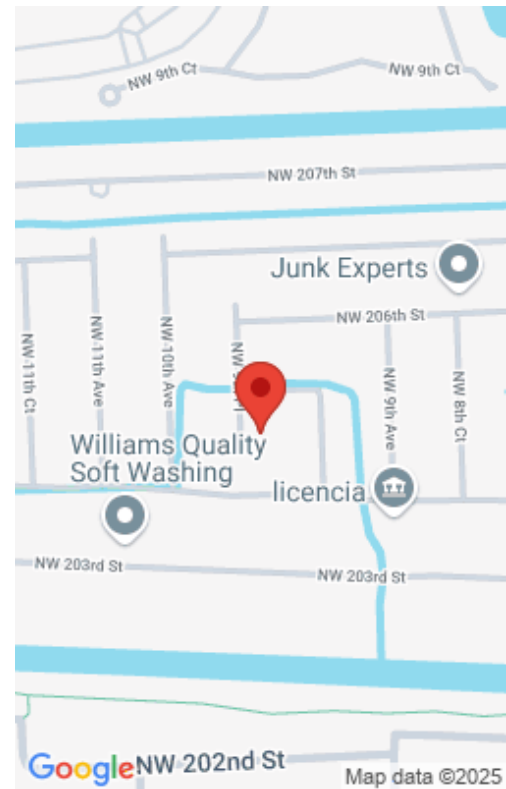 NW 9th Ct
NW 9th Ct
NW 207th St
Junk Experts
NW 206th St
NW 11th Ct
NW 11th Ave
NW 10th Ave
NW 9th Ave
NW 8th Ct
Williams Quality
Soft Washing
licencia
NW 203rd St
NW 203rd St
Google
NW 202nd St
Map data ©2025